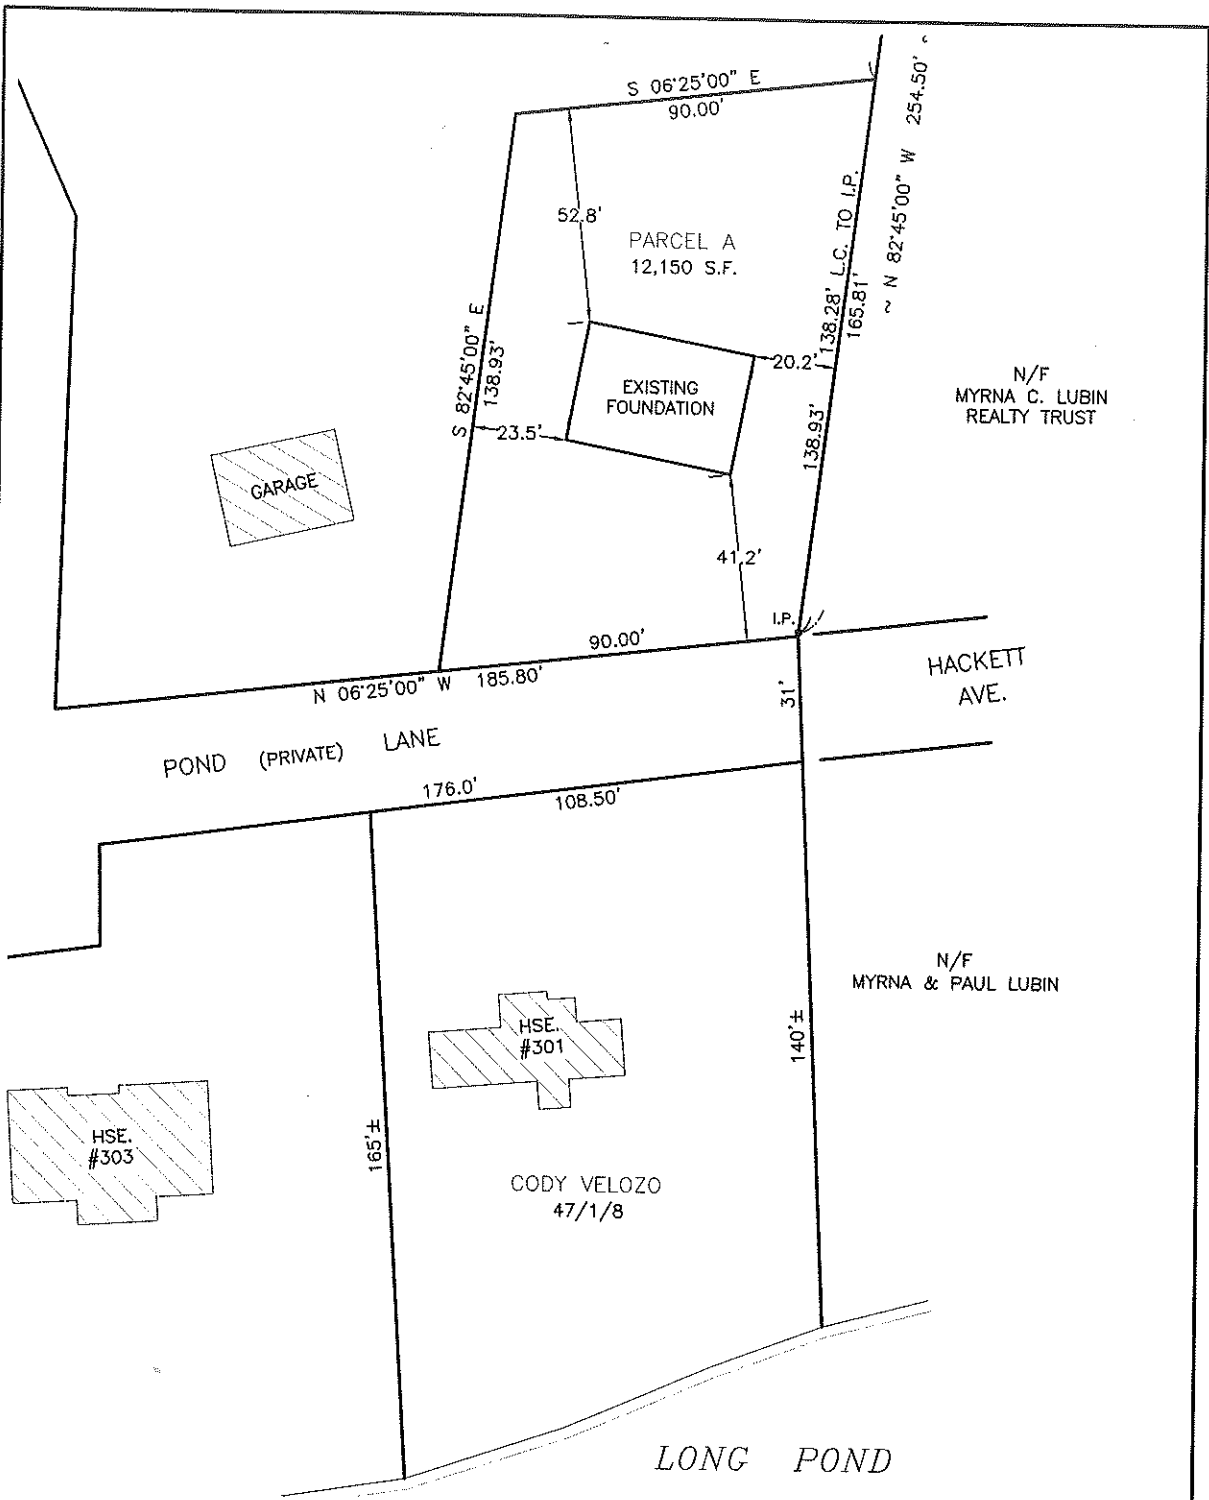 S 06°25'00" E
90.00'
N 82°45'00" W 254.50'
138.28' L.C. TO I.P.
165.81'
52.8'
PARCEL A
12,150 S.F.
S 82°45'00" E
138.93'
EXISTING
FOUNDATION
20.2'
N/F
MYRNA C. LUBIN
REALTY TRUST
23.5'
138.93'
GARAGE
41.2'
I.P.
90.00'
N 06°25'00" W 185.80'
HACKETT
AVE.
31'
POND (PRIVATE) LANE
176.0'
108.50'
N/F
MYRNA & PAUL LUBIN
HSE.
#301
140'±
HSE.
#303
165'±
CODY VELOZO
47/1/8
LONG POND